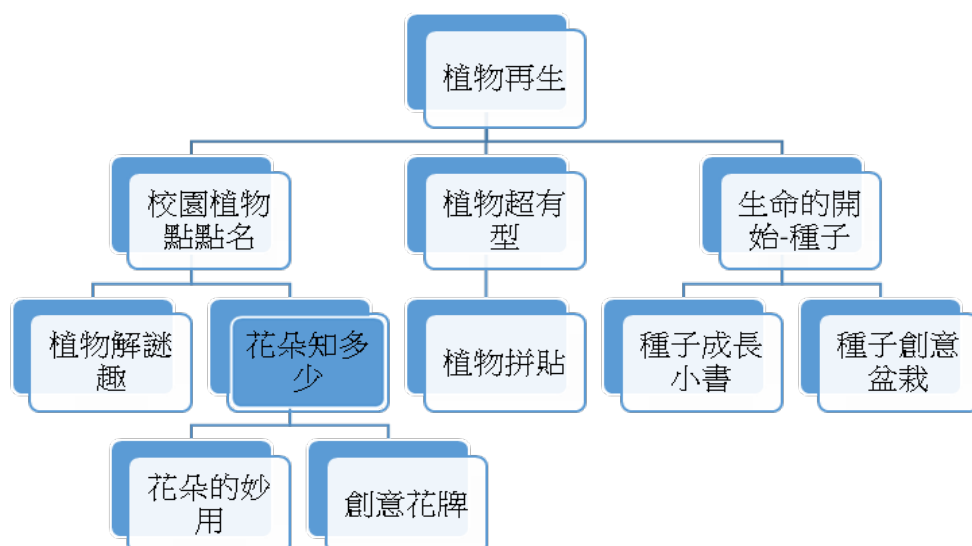 植物再生
校園植物
點點名
植物超有
型
生命的開
始-種子
植物解謎
趣
花朵知多
少
植物拼貼
種子成長
小書
種子創意
盆栽
花朵的妙
用
創意花牌